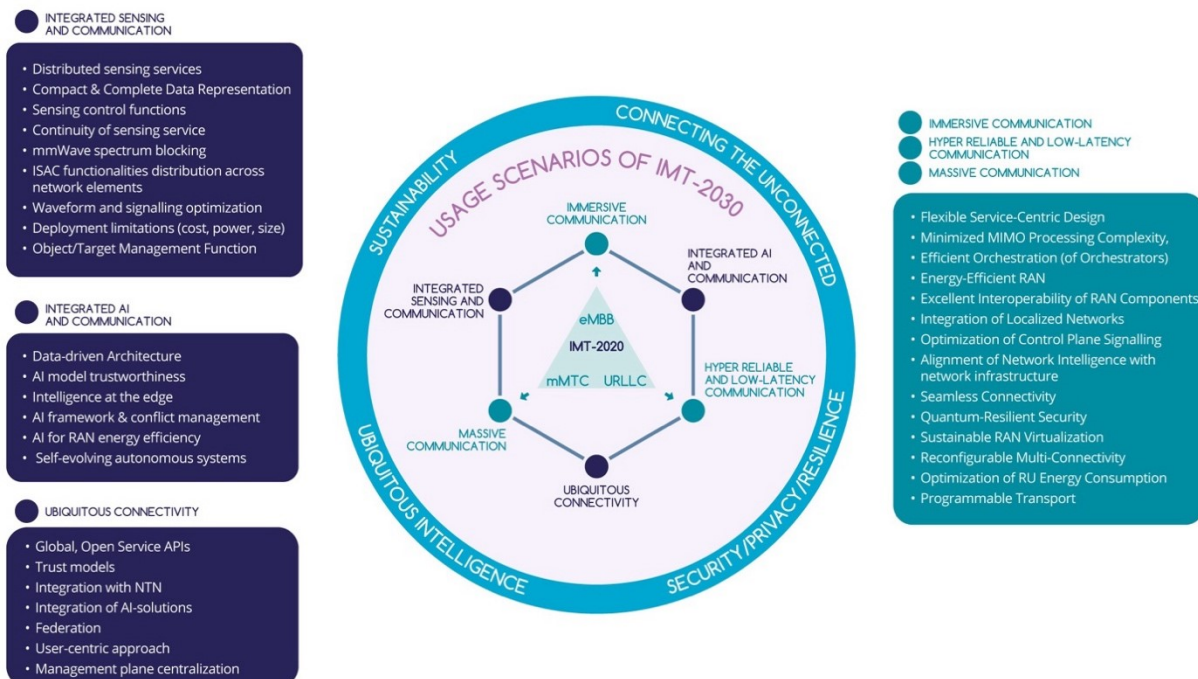 INTEGRATED SENSING
AND COMMUNICATION
• Distributed sensing services
• Compact & Complete Data Representation
• Sensing control functions
• Continuity of sensing service
• mmWave spectrum blocking
• ISAC functionalities distribution across
network elements
• Waveform and signalling optimization
• Deployment limitations (cost, power, size)
• Object/Target Management Function
INTEGRATED AI
AND COMMUNICATION
• Data-driven Architecture
• AI model trustworthiness
• Intelligence at the edge
• AI framework & conflict management
• AI for RAN energy efficiency
• Self-evolving autonomous systems
UBIQUITOUS CONNECTIVITY
• Global, Open Service APIs
• Trust models
• Integration with NTN
• Integration of AI-solutions
• Federation
• User-centric approach
• Management plane centralization
SUSTAINABILITY
CONNECTING THE UNCONNECTED
UBIQUITOUS INTELLIGENCE
SECURITY/PRIVACY/RESILIENCE
USAGE SCENARIOS OF IMT-2030
IMMERSIVE
COMMUNICATION
INTEGRATED AI
AND
COMMUNICATION
INTEGRATED
SENSING AND
COMMUNICATION
eMBB
IMT-2020
mMTC URLLC
HYPER RELIABLE
AND LOW-LATENCY
COMMUNICATION
MASSIVE
COMMUNICATION
UBIQUITOUS
CONNECTIVITY
IMMERSIVE COMMUNICATION
HYPER RELIABLE AND LOW-LATENCY
COMMUNICATION
MASSIVE COMMUNICATION
• Flexible Service-Centric Design
• Minimized MIMO Processing Complexity,
• Efficient Orchestration (of Orchestrators)
• Energy-Efficient RAN
• Excellent Interoperability of RAN Components
• Integration of Localized Networks
• Optimization of Control Plane Signalling
• Alignment of Network Intelligence with
network infrastructure
• Seamless Connectivity
• Quantum-Resilient Security
• Sustainable RAN Virtualization
• Reconfigurable Multi-Connectivity
• Optimization of RU Energy Consumption
• Programmable Transport